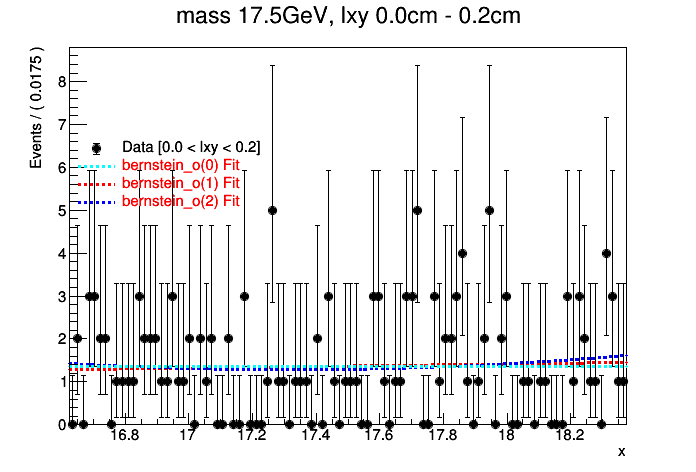 mass 17.5GeV, lxy 0.0cm - 0.2cm
Events / ( 0.0175 )
8
7
6
5
4
3
2
1
0
Data [0.0 < lxy < 0.2]
bernstein_o(0) Fit
bernstein_o(1) Fit
bernstein_o(2) Fit
16.8 17 17.2 17.4 17.6 17.8 18 18.2
x